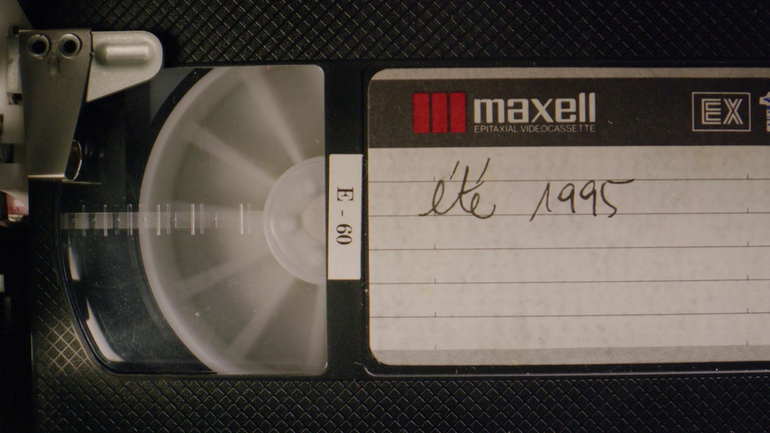 maxell
EPITAXIAL VIDEOCASSETTE
EX
E-60
été 1995